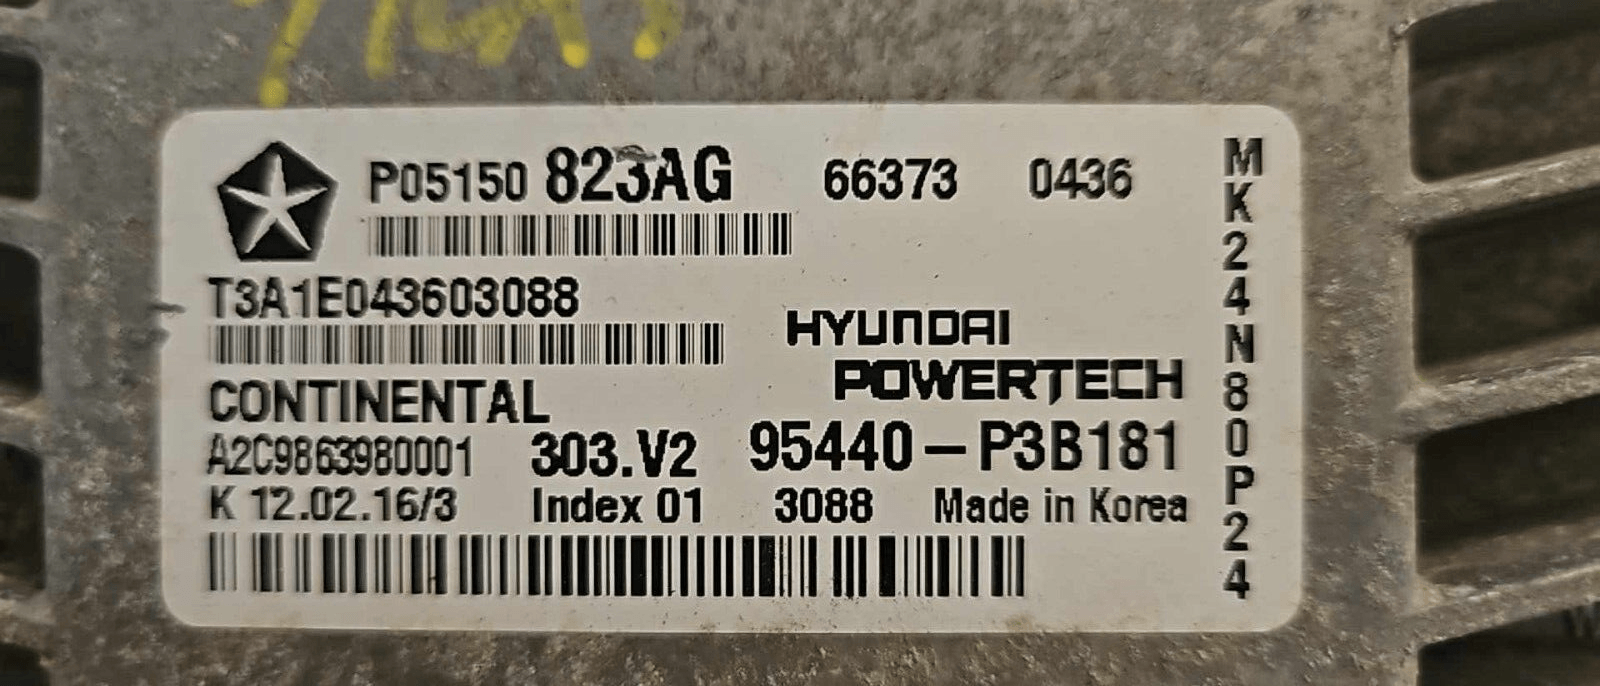 P05150 823AG 66373 0436
T3A1E043603088
HYUNDAI
POWERTECH
CONTINENTAL
A2C9863980001 303.V2 95440-P3B181
K 12.02.16/3 Index 01 3088 Made in Korea
MK24N80P24